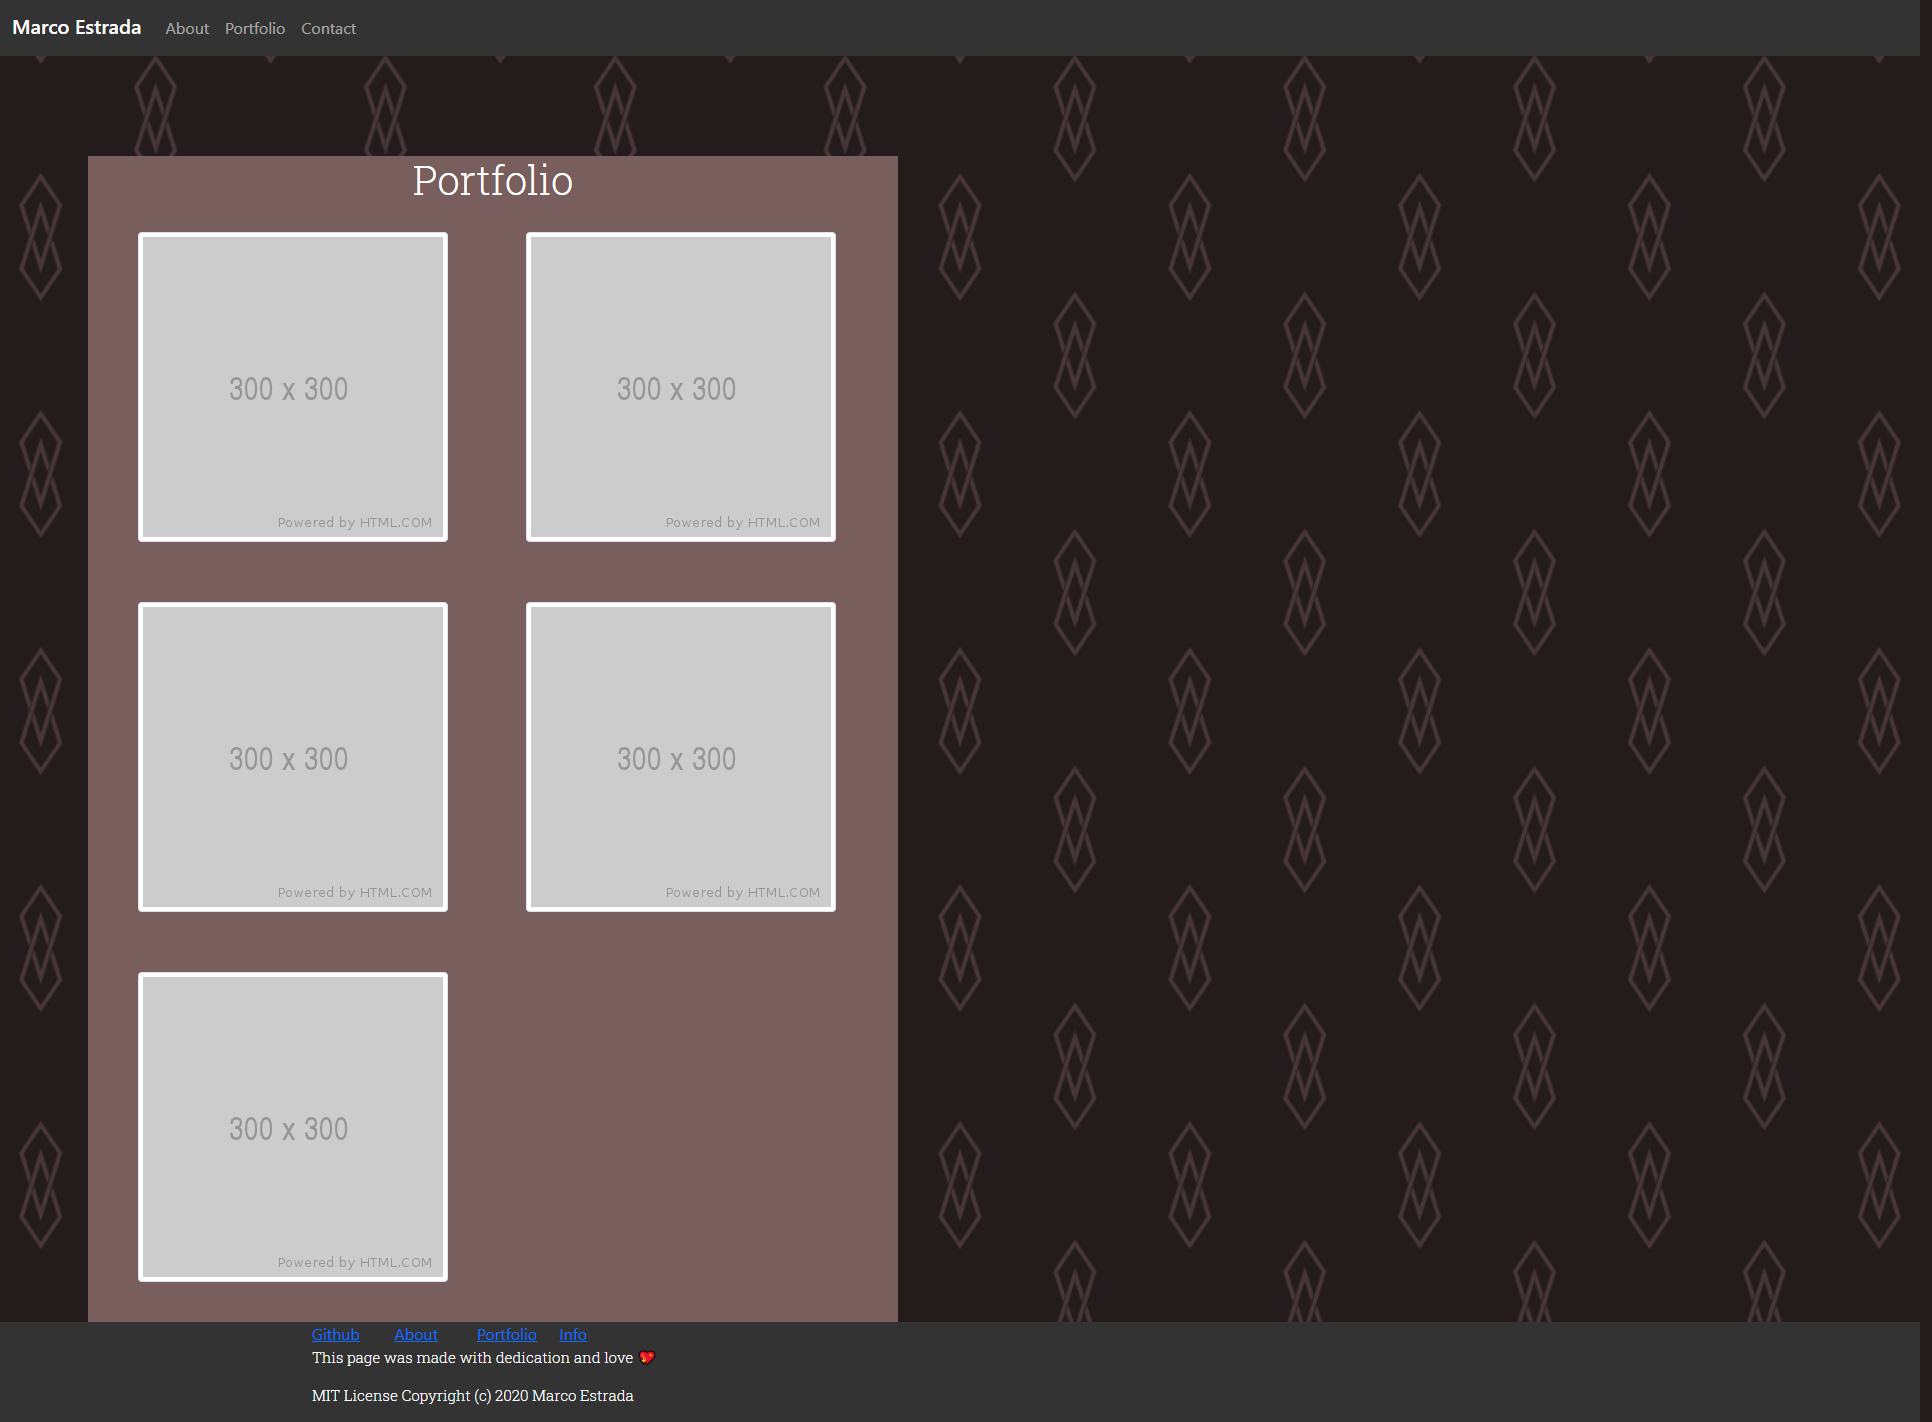 Marco Estrada About Portfolio Contact
Portfolio
300 x 300
Powered by HTML.COM
300 x 300
Powered by HTML.COM
300 x 300
Powered by HTML.COM
300 x 300
Powered by HTML.COM
300 x 300
Powered by HTML.COM
Github About Portfolio Info
This page was made with dedication and love 💖
MIT License Copyright (c) 2020 Marco Estrada